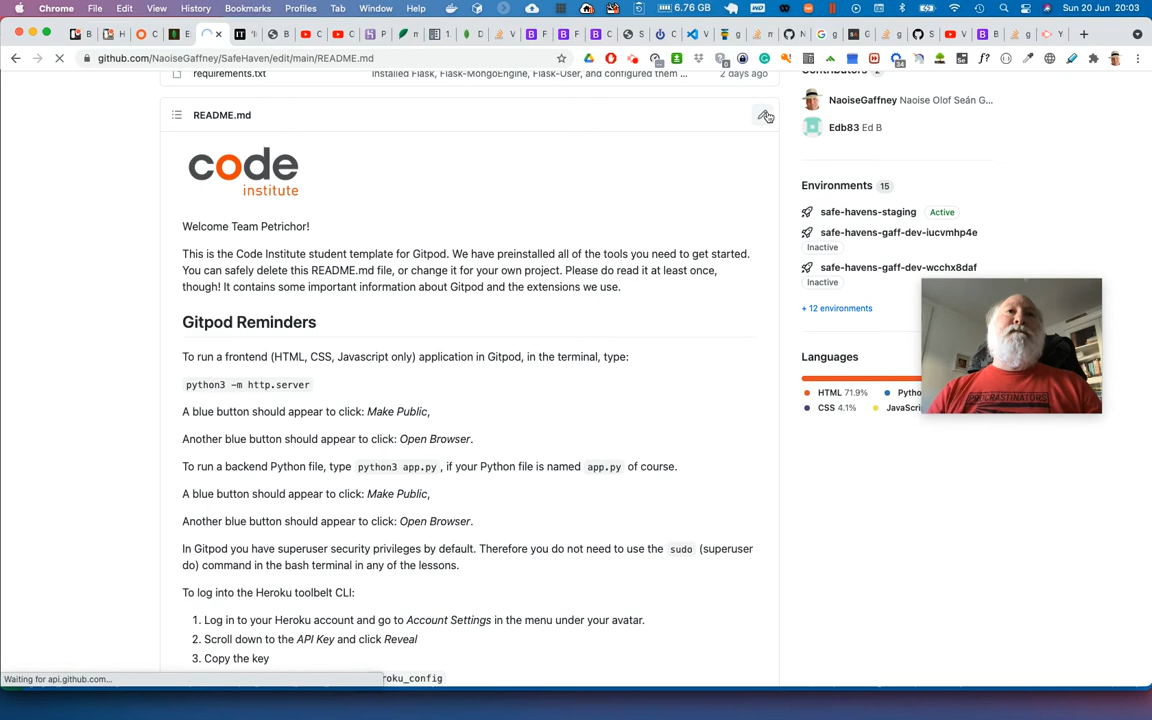 Chrome File Edit View History Bookmarks Profiles Tab Window Help 6.76 GB Sun 20 Jun 20:03
github.com/NaoiseGaffney/SafeHaven/edit/main/README.md
requirements.txt Installed Flask, Flask-MongoEngine, Flask-User, and configured them ... 2 days ago
Contributors 2
README.md
NaoiseGaffney Naoise Olof Seán G...
Edb83 Ed B
code
institute
Environments 15
safe-havens-staging Active
Welcome Team Petrichor!
safe-havens-gaff-dev-iucvmhp4e
Inactive
This is the Code Institute student template for Gitpod. We have preinstalled all of the tools you need to get started.
You can safely delete this README.md file, or change it for your own project. Please do read it at least once,
though! It contains some important information about Gitpod and the extensions we use.
safe-havens-gaff-dev-wcchx8daf
Inactive
+ 12 environments
Gitpod Reminders
To run a frontend (HTML, CSS, Javascript only) application in Gitpod, in the terminal, type:
Languages
python3 -m http.server
HTML 71.9% Pytho
CSS 4.1% JavaScri
PROCRASTINATORS
A blue button should appear to click: Make Public,
Another blue button should appear to click: Open Browser.
To run a backend Python file, type python3 app.py, if your Python file is named app.py of course.
A blue button should appear to click: Make Public,
Another blue button should appear to click: Open Browser.
In Gitpod you have superuser security privileges by default. Therefore you do not need to use the sudo (superuser
do) command in the bash terminal in any of the lessons.
To log into the Heroku toolbelt CLI:
1. Log in to your Heroku account and go to Account Settings in the menu under your avatar.
2. Scroll down to the API Key and click Reveal
3. Copy the key
roku_config
Waiting for api.github.com...